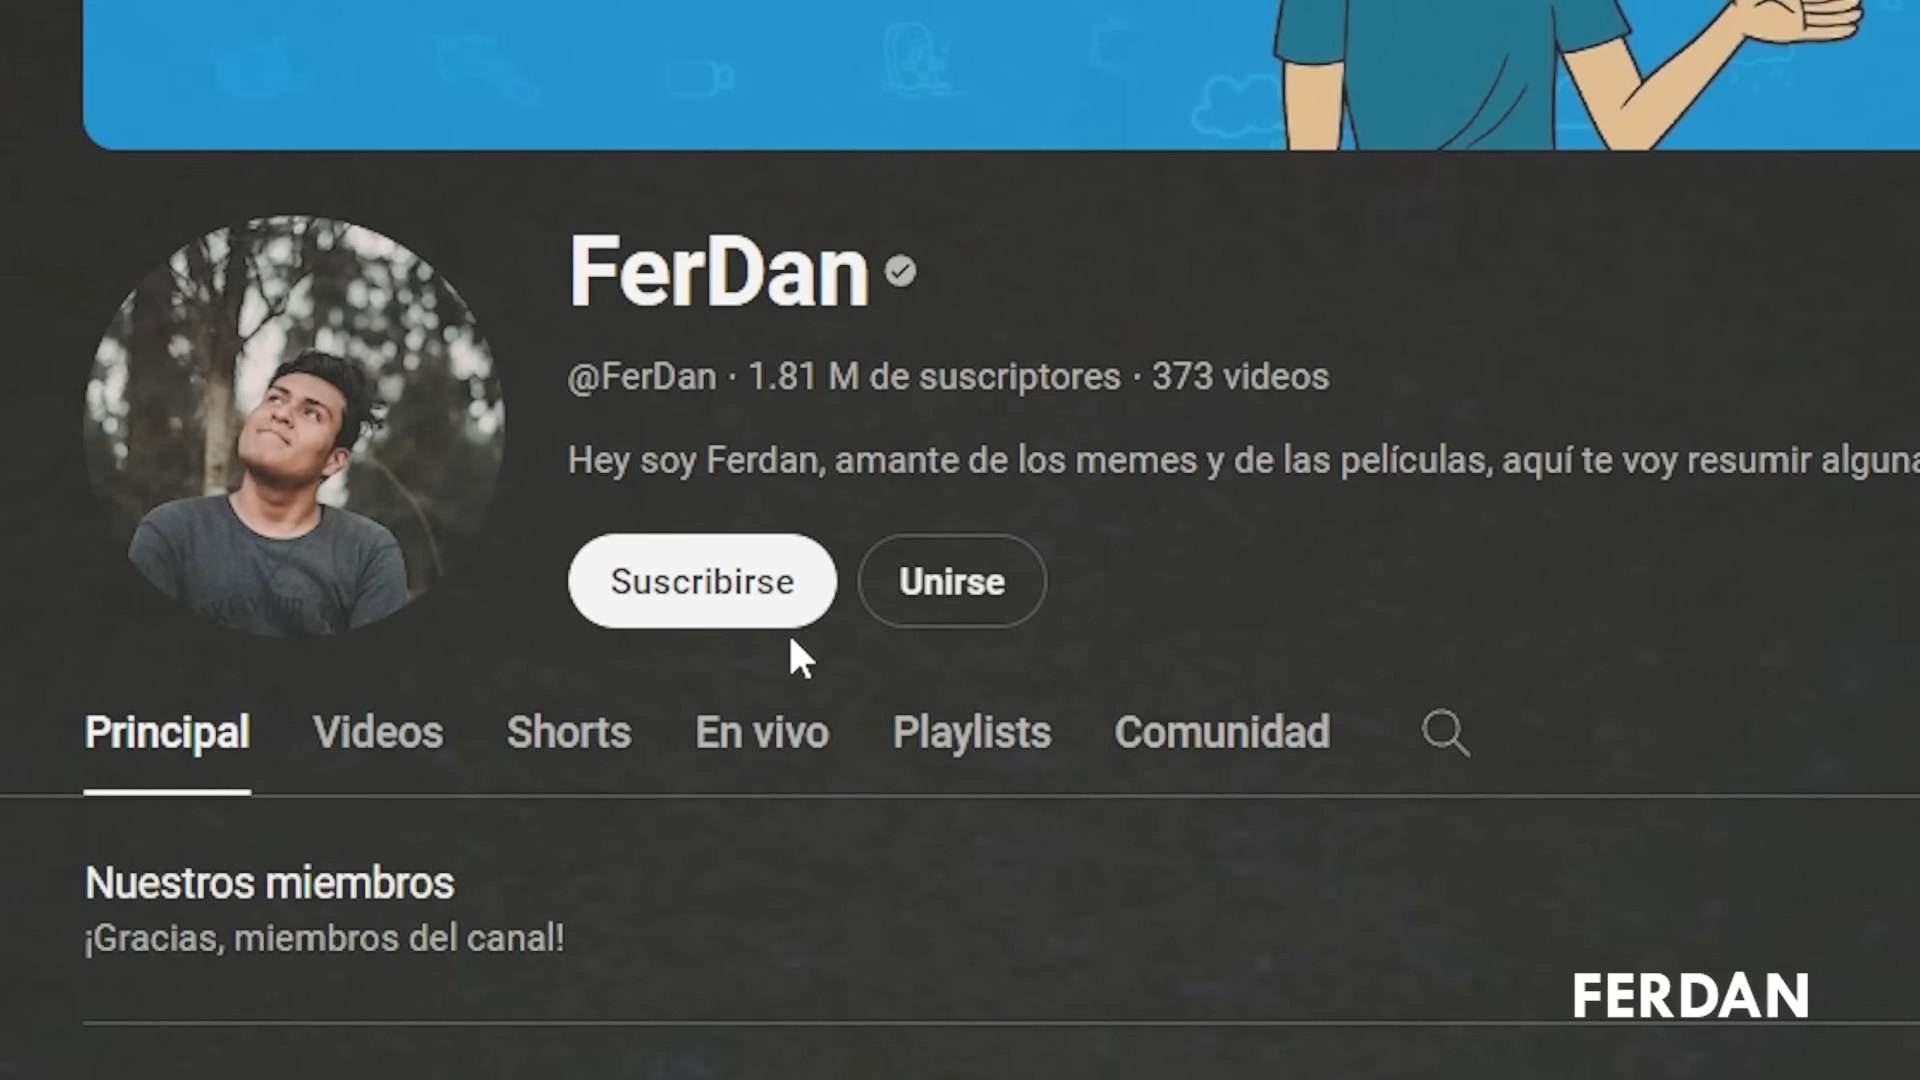 FerDan
@FerDan · 1.81 M de suscriptores · 373 videos
Hey soy Ferdan, amante de los memes y de las películas, aquí te voy resumir alguna
Suscribirse
Unirse
Principal
Videos
Shorts
En vivo
Playlists
Comunidad
Nuestros miembros
¡Gracias, miembros del canal!
FERDAN